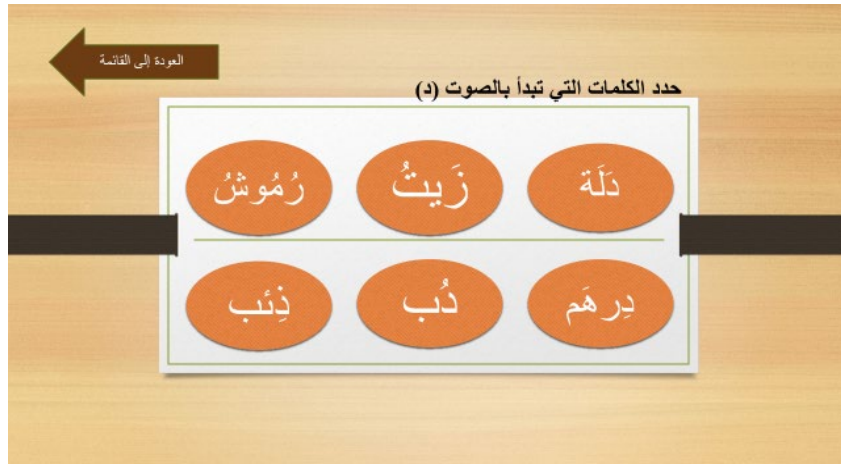 العودة إلى القائمة
حدد الكلمات التي تبدأ بالصوت (د)
دَلَة زَيتُ رُمُوشُ
دِرهَم دُب ذِئب